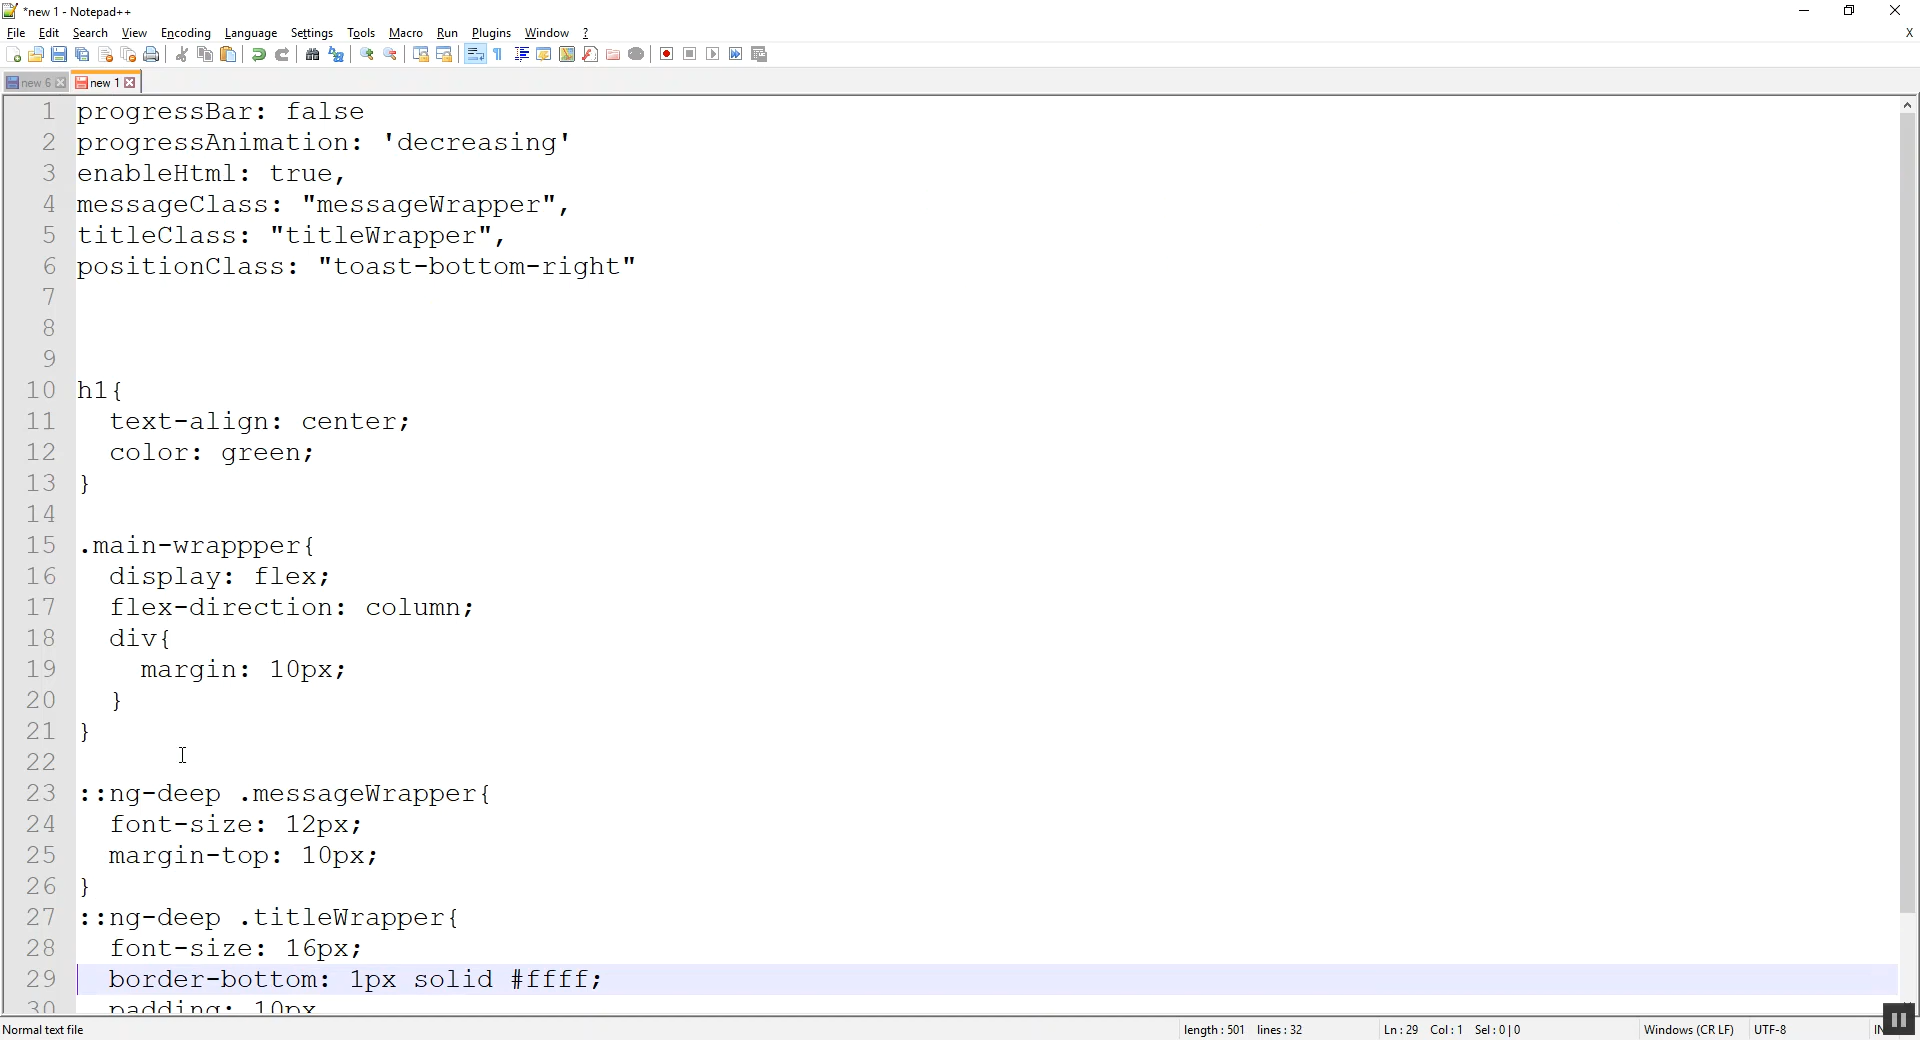 *new 1 - Notepad++
File Edit Search View Encoding Language Settings Tools Macro Run Plugins Window ? X
new 6 new 1
1 progressBar: false
2 progressAnimation: 'decreasing'
3 enableHtml: true,
4 messageClass: "messageWrapper",
5 titleClass: "titleWrapper",
6 positionClass: "toast-bottom-right"
7
8
9
10 h1{
11 text-align: center;
12 color: green;
13 }
14
15 .main-wrappper{
16 display: flex;
17 flex-direction: column;
18 div{
19 margin: 10px;
20 }
21 }
22
23 ::ng-deep .messageWrapper{
24 font-size: 12px;
25 margin-top: 10px;
26 }
27 ::ng-deep .titleWrapper{
28 font-size: 16px;
29 border-bottom: 1px solid #ffff;
30 padding: 10px
Normal text file length : 501 lines : 32 Ln : 29 Col : 1 Sel : 0 | 0 Windows (CR LF) UTF-8